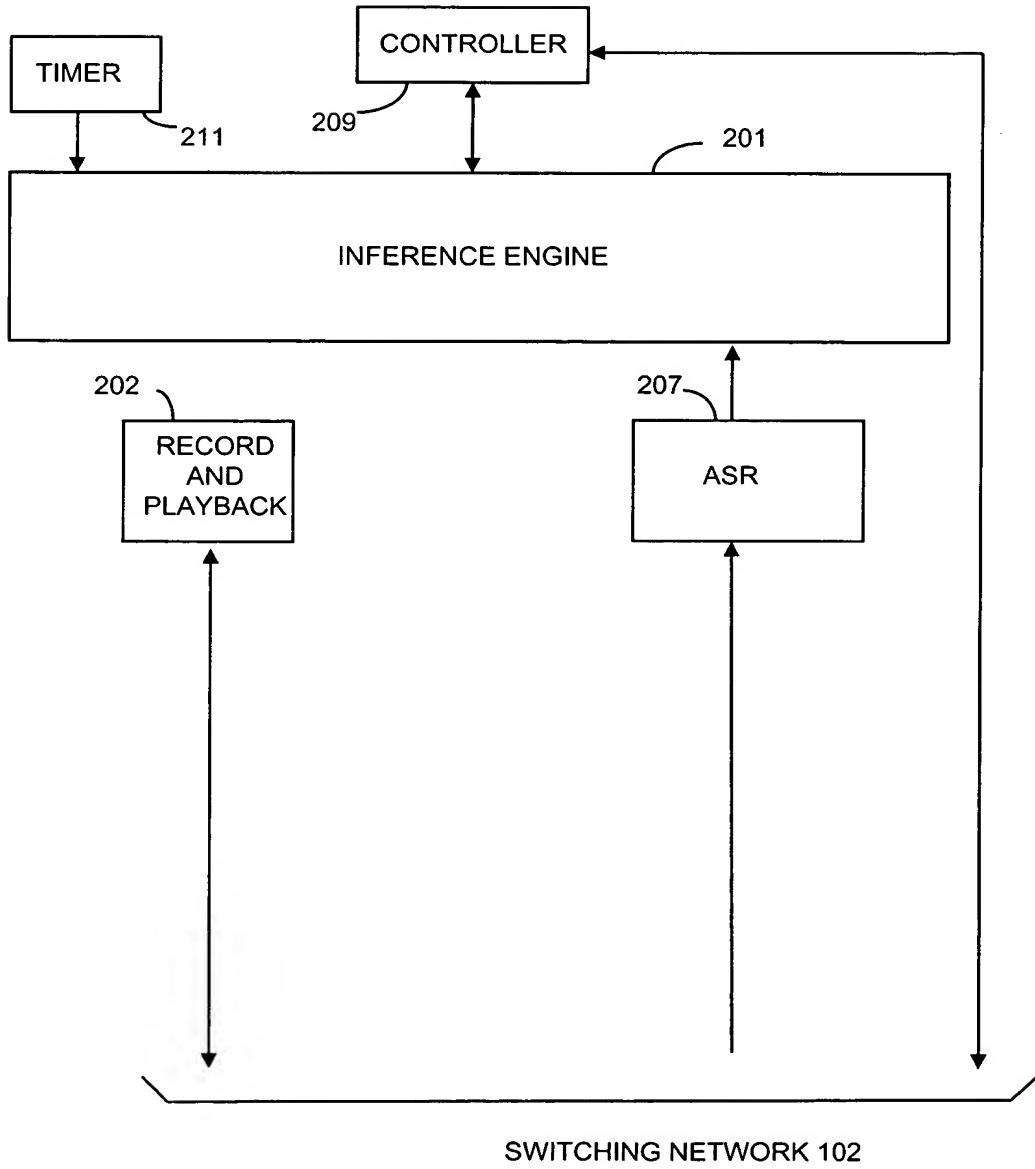 CONTROLLER
TIMER
209
211
201
INFERENCE ENGINE
202
207
RECORD
AND
PLAYBACK
ASR
SWITCHING NETWORK 102